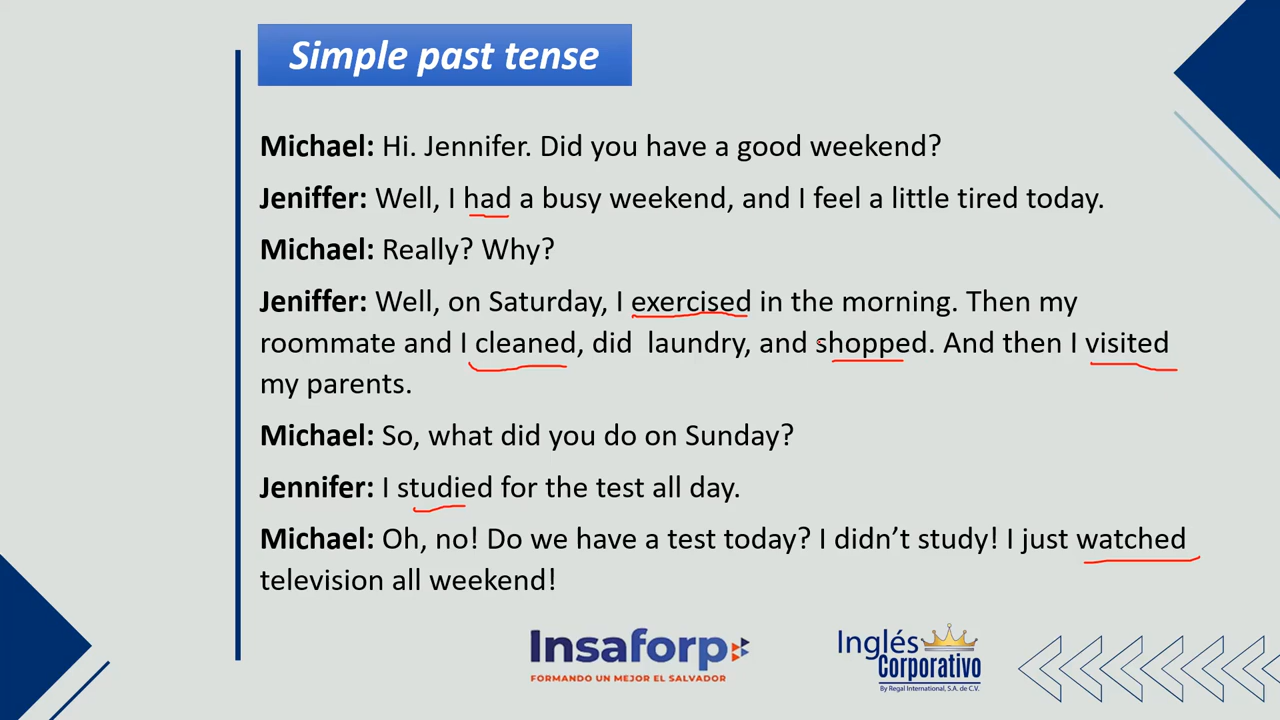 Simple past tense
Michael: Hi. Jennifer. Did you have a good weekend?
Jeniffer: Well, I had a busy weekend, and I feel a little tired today.
Michael: Really? Why?
Jeniffer: Well, on Saturday, I exercised in the morning. Then my
roommate and I cleaned, did laundry, and shopped. And then I visited
my parents.
Michael: So, what did you do on Sunday?
Jennifer: I studied for the test all day.
Michael: Oh, no! Do we have a test today? I didn’t study! I just watched
television all weekend!
Insaforp
FORMANDO UN MEJOR EL SALVADOR
Inglés
Corporativo
By Regal International, S.A. de C.V.